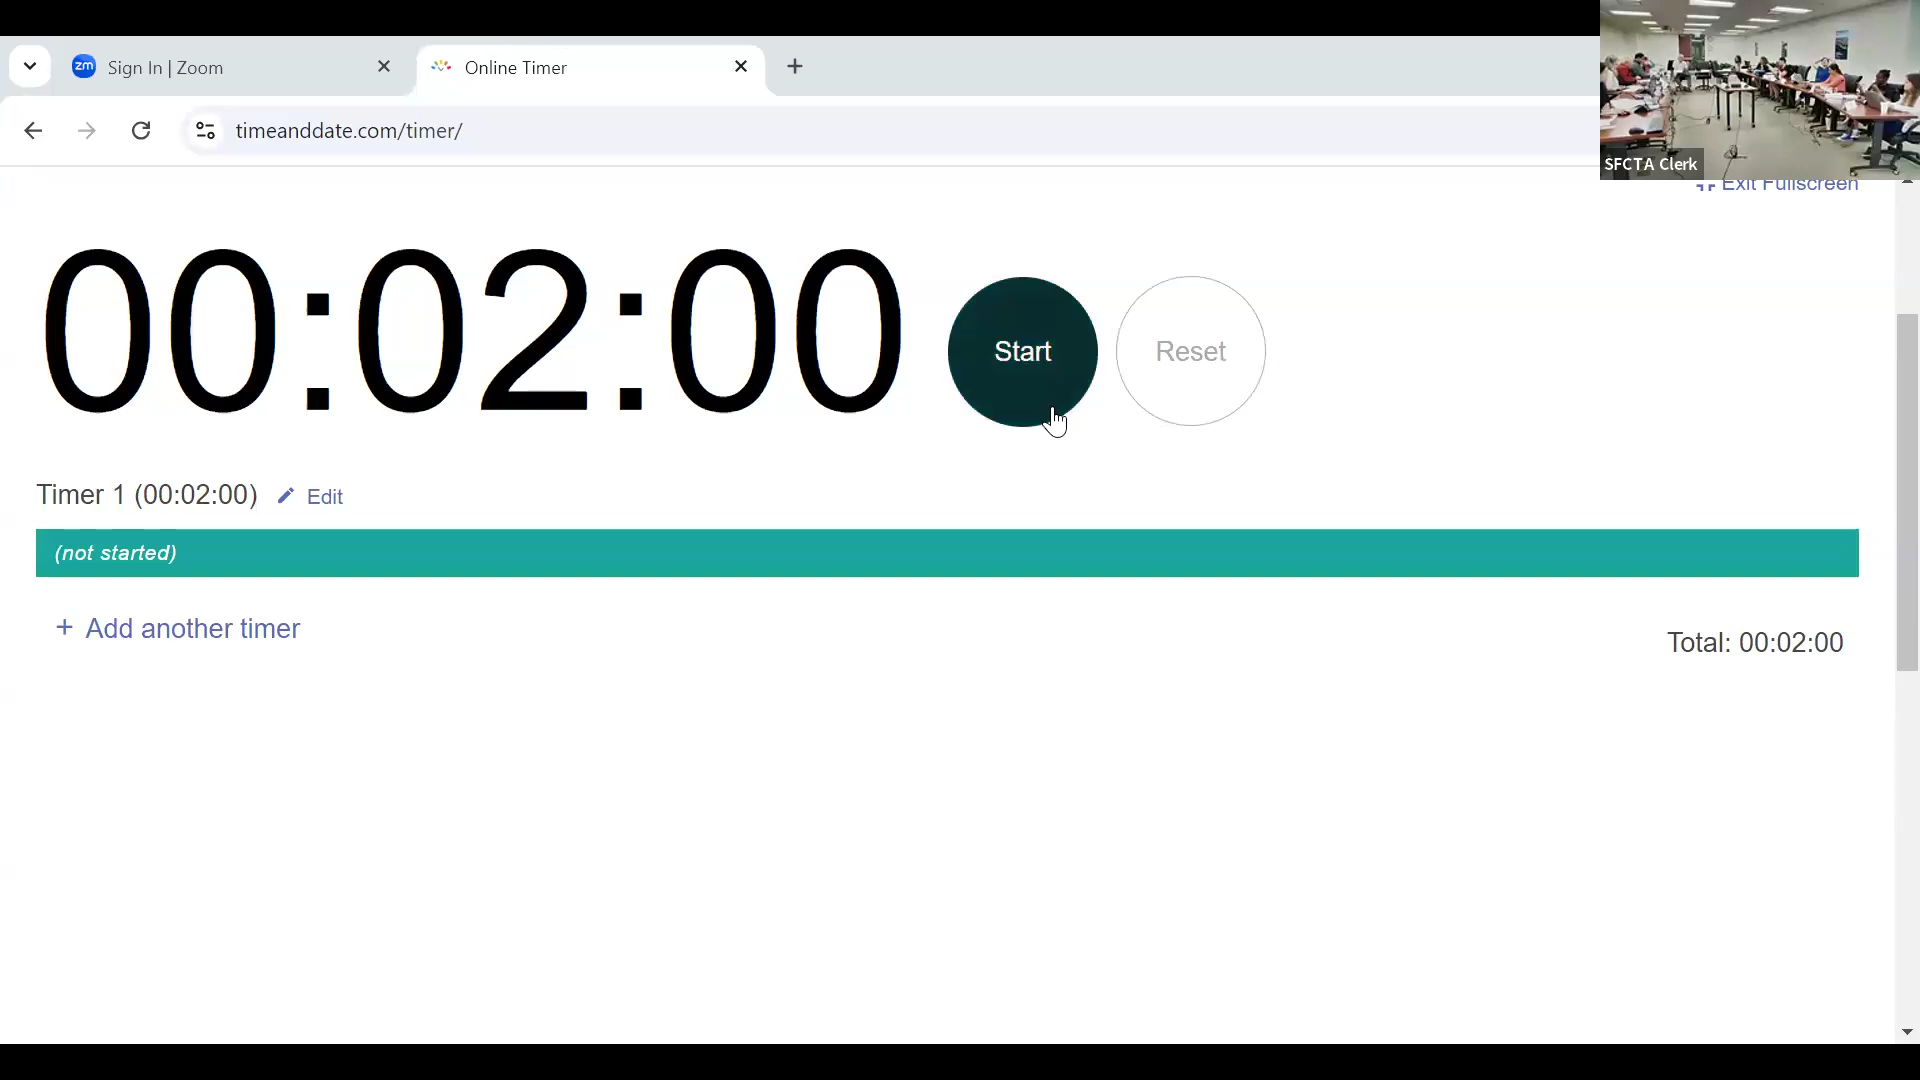 zm Sign In | Zoom
Online Timer
timeanddate.com/timer/
SFCTA Clerk
Exit Fullscreen
00:02:00
Start
Reset
Timer 1 (00:02:00) Edit
(not started)
+ Add another timer
Total: 00:02:00